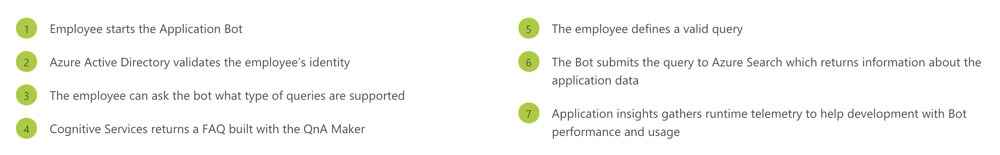 1 Employee starts the Application Bot
2 Azure Active Directory validates the employee’s identity
3 The employee can ask the bot what type of queries are supported
4 Cognitive Services returns a FAQ built with the QnA Maker
5 The employee defines a valid query
6 The Bot submits the query to Azure Search which returns information about the
application data
7 Application insights gathers runtime telemetry to help development with Bot
performance and usage